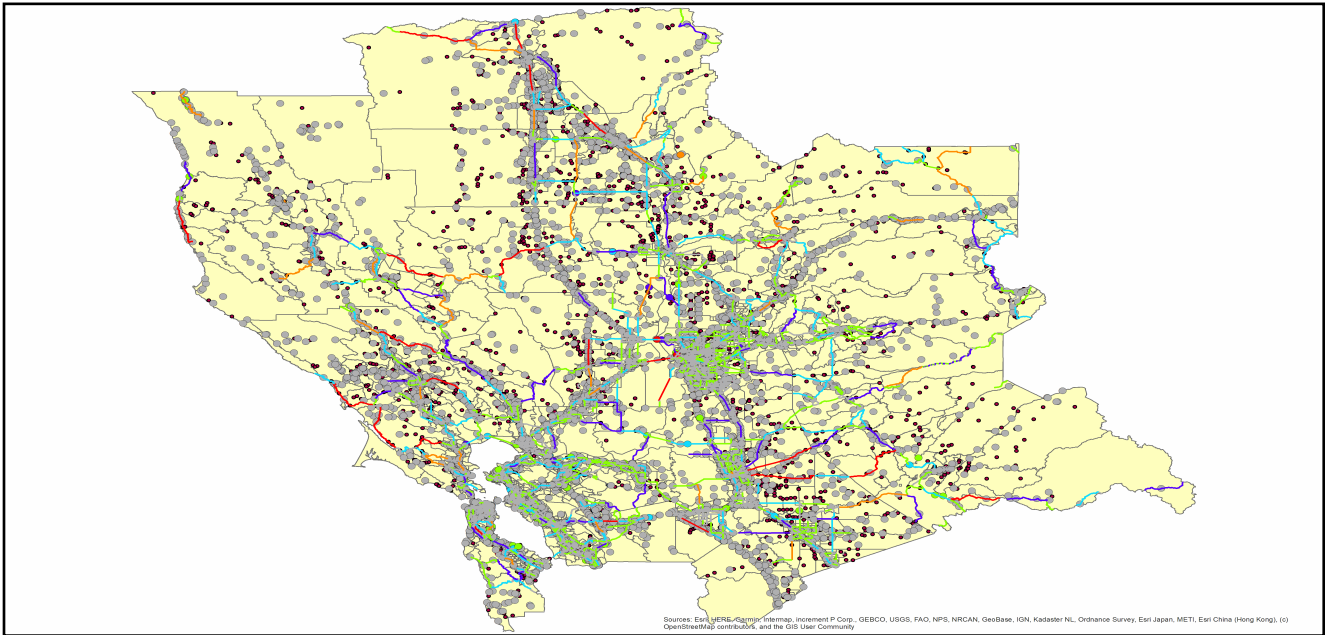 Sources: Esri, HERE, Garmin, Intermap, increment P Corp., GEBCO, USGS, FAO, NPS, NRCAN, GeoBase, IGN, Kadaster NL, Ordnance Survey, Esri Japan, METI, Esri China (Hong Kong), (c)
OpenStreetMap contributors, and the GIS User Community